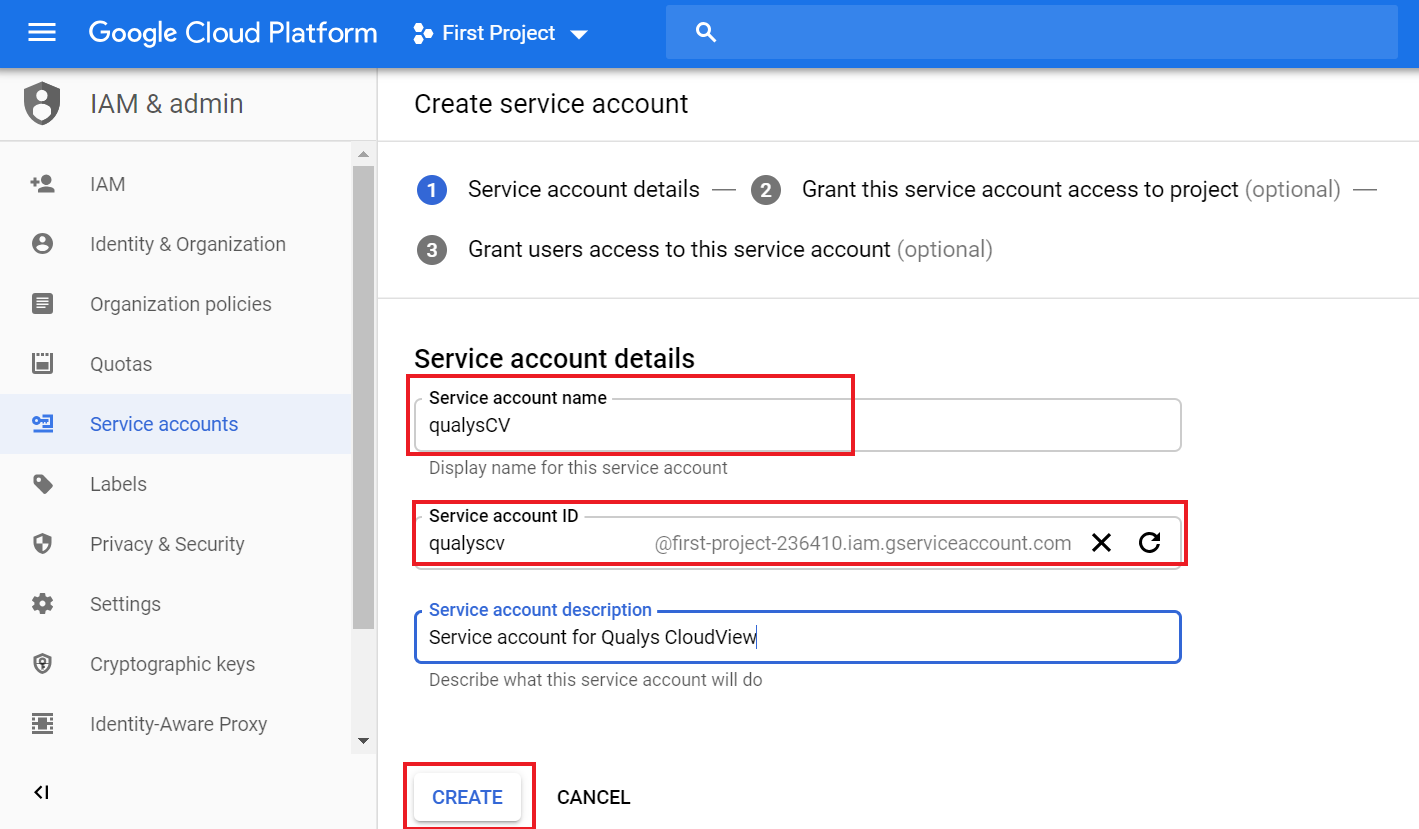 Google Cloud Platform
First Project
IAM & admin
Create service account
IAM
Identity & Organization
Organization policies
Quotas
Service accounts
Labels
Privacy & Security
Settings
Cryptographic keys
Identity-Aware Proxy
1 Service account details — 2 Grant this service account access to project (optional) —
3 Grant users access to this service account (optional)
Service account details
Service account name
qualysCV
Display name for this service account
Service account ID
qualyscv @first-project-236410.iam.gserviceaccount.com
Service account description
Service account for Qualys CloudView
Describe what this service account will do
CREATE CANCEL